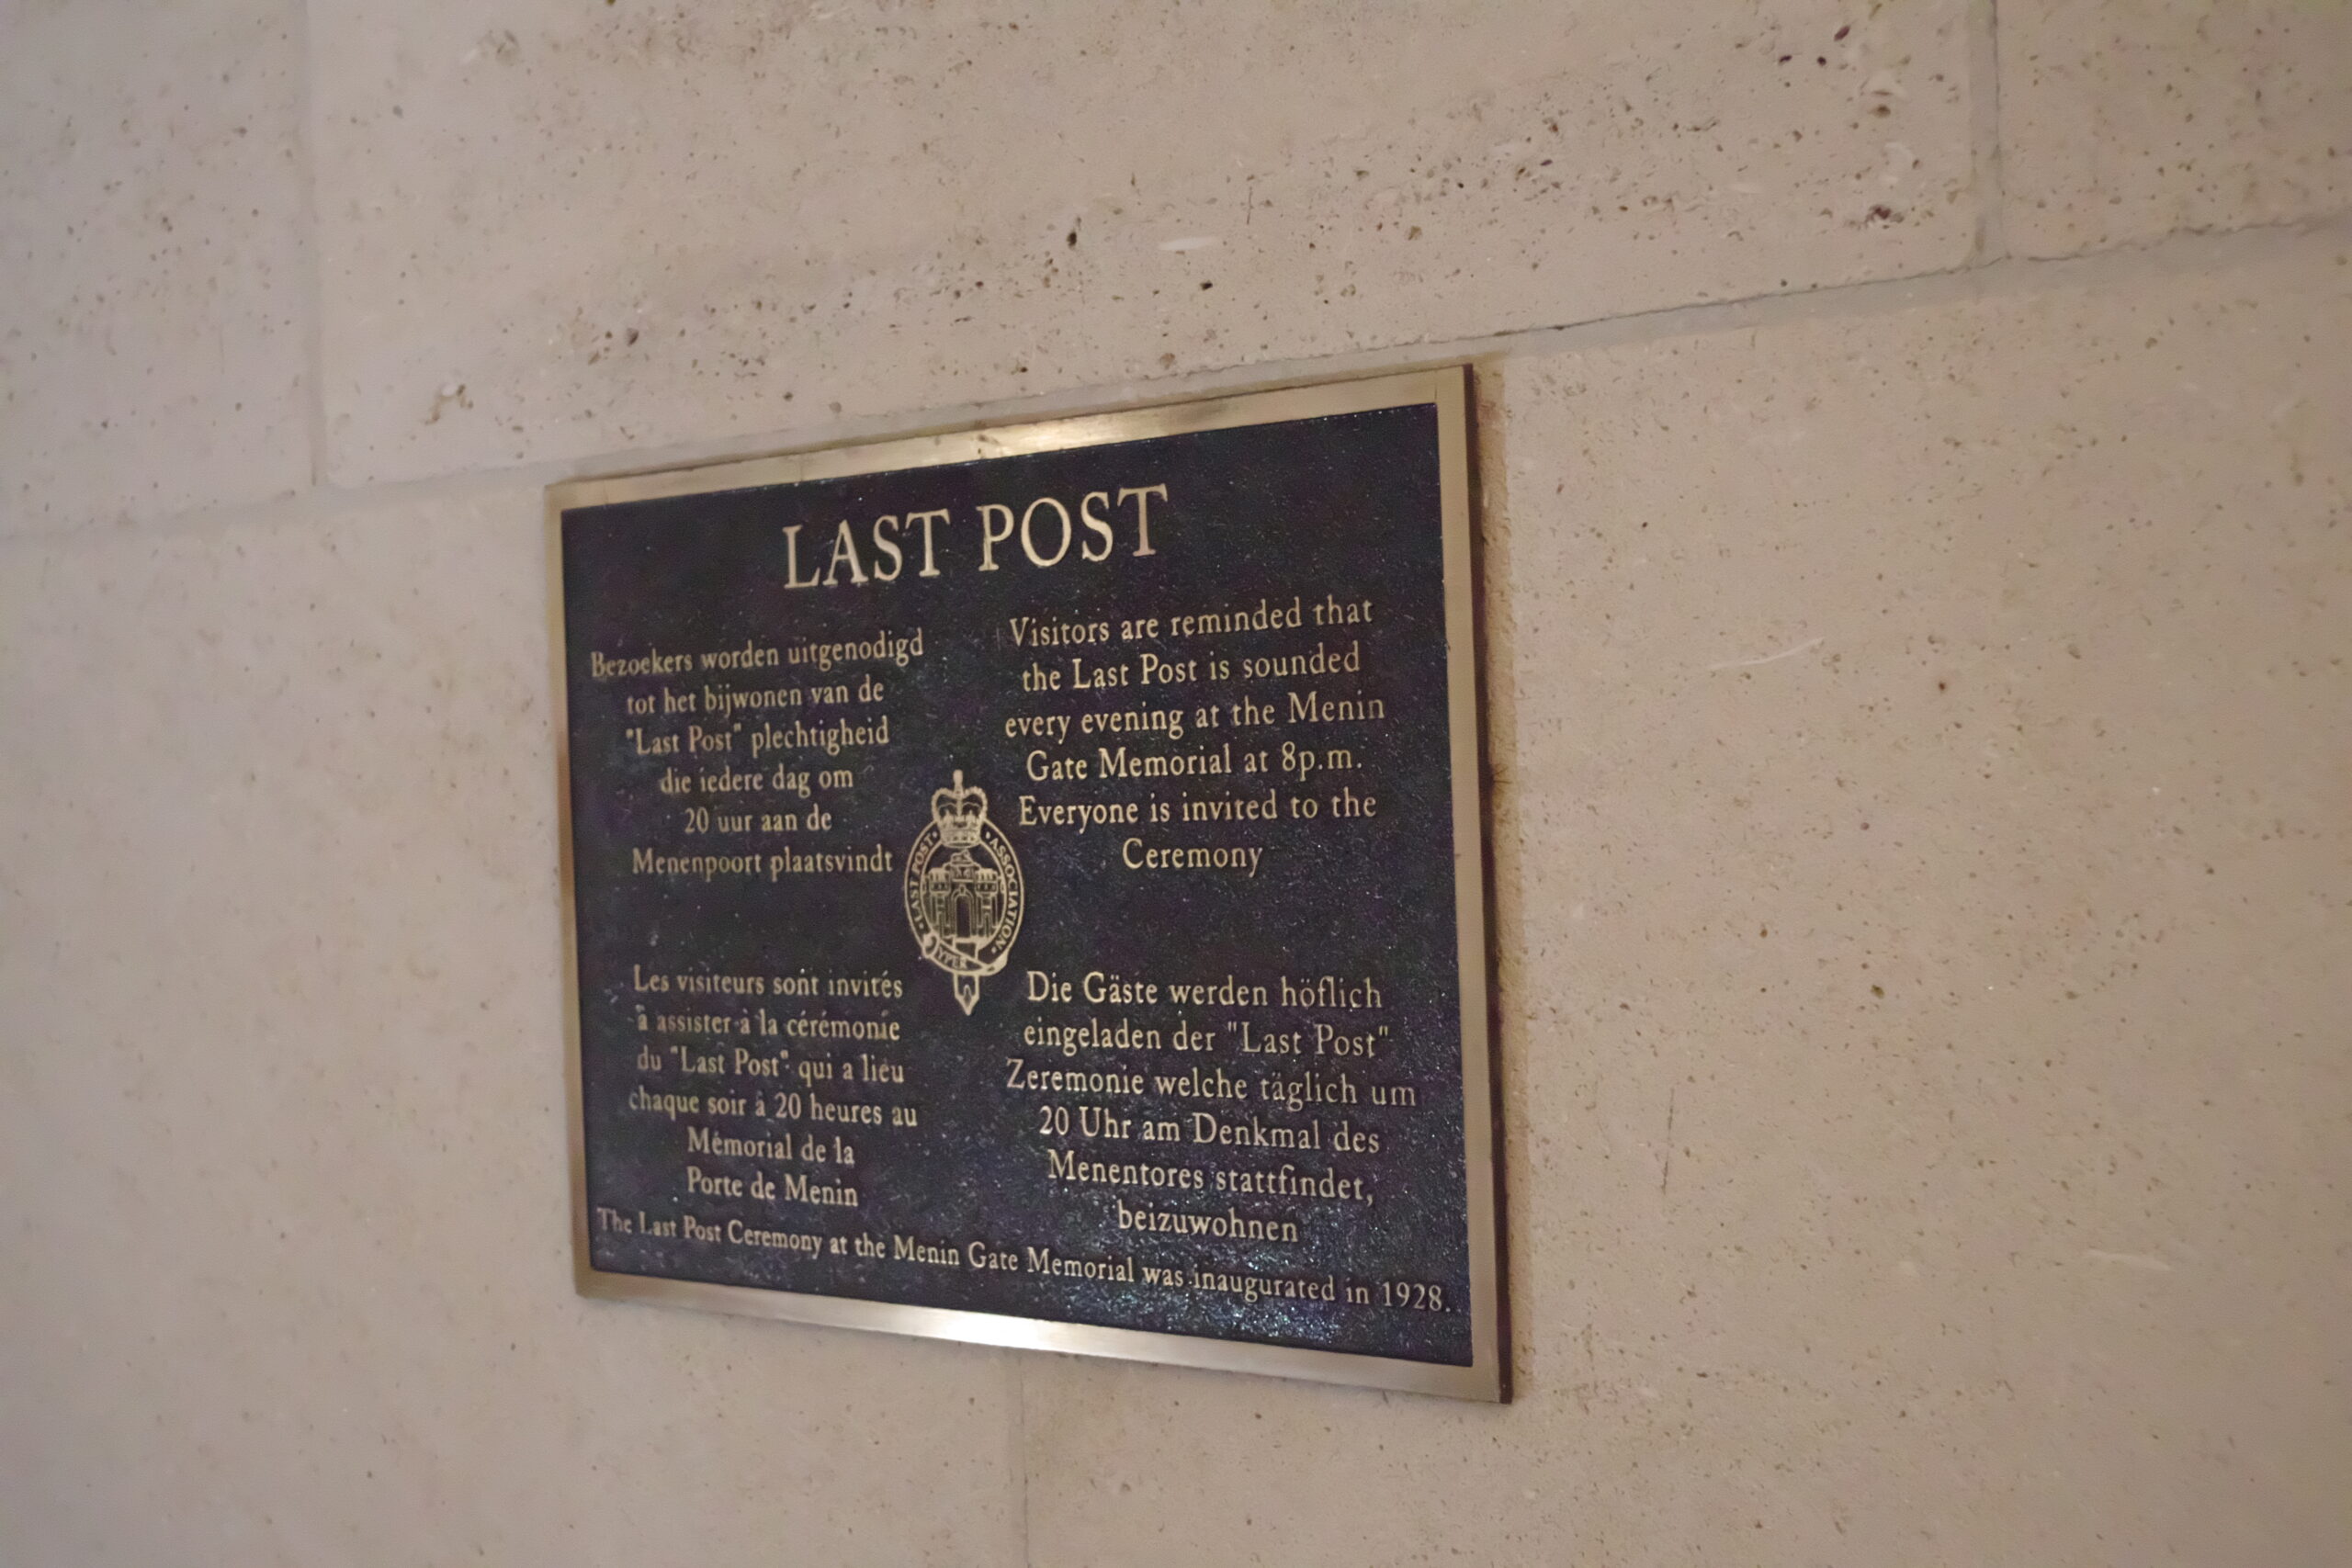 LAST POST
Bezoekers worden uitgenodigd
tot het bijwonen van de
"Last Post" plechtigheid
die iedere dag om
20 uur aan de
Menenpoort plaatsvindt
Visitors are reminded that
the Last Post is sounded
every evening at the Menin
Gate Memorial at 8p.m.
Everyone is invited to the
Ceremony
LAST POST ASSOCIATION
IYPER
Les visiteurs sont invités
à assister à la cérémonie
du "Last Post" qui a lieu
chaque soir à 20 heures au
Mémorial de la
Porte de Menin
Die Gäste werden höflich
eingeladen der "Last Post"
Zeremonie welche täglich um
20 Uhr am Denkmal des
Menentores stattfindet,
beizuwohnen
The Last Post Ceremony at the Menin Gate Memorial was inaugurated in 1928.